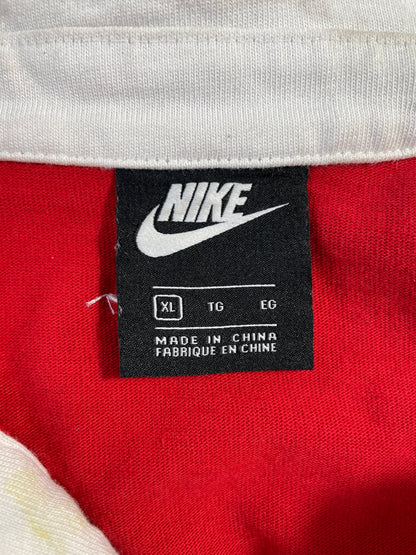 NIKE
XL TG EG
MADE IN CHINA
FABRIQUE EN CHINE